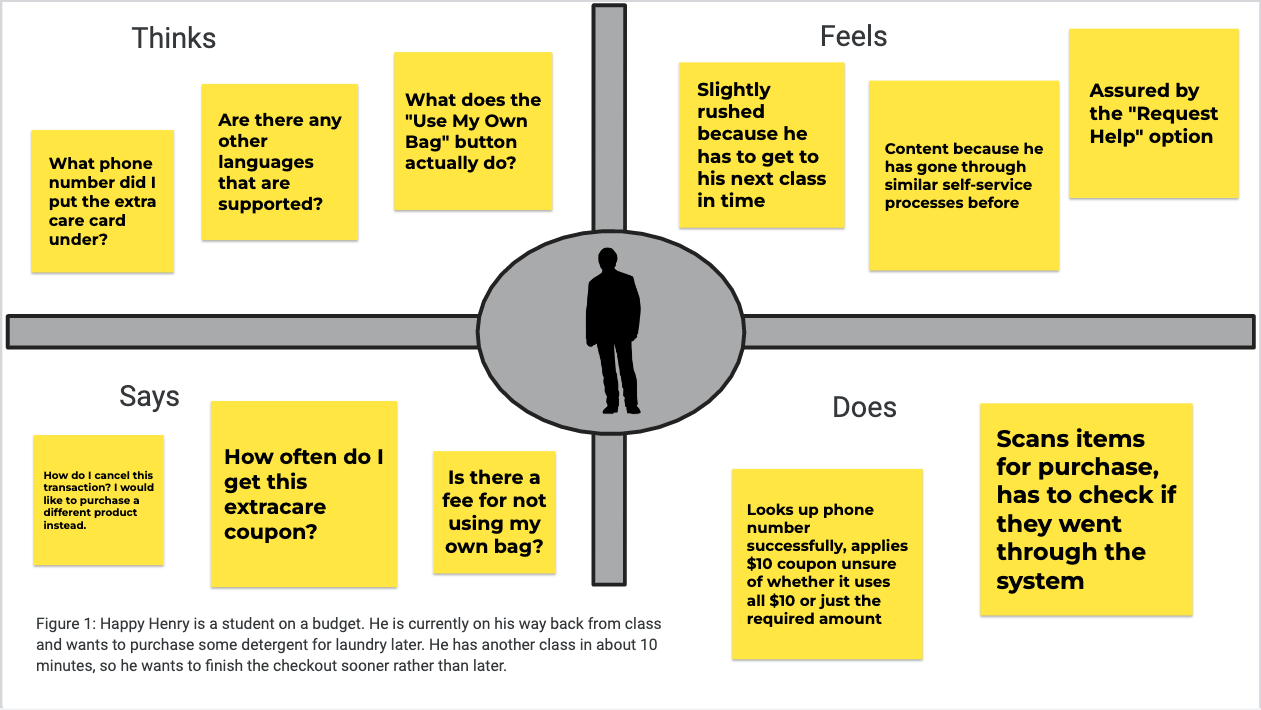 Thinks
What phone
number did I
put the extra
care card
under?
Are there any
other
languages
that are
supported?
What does the
"Use My Own
Bag" button
actually do?
Feels
Slightly
rushed
because he
has to get to
his next class
in time
Content because he
has gone through
similar self-service
processes before
Assured by
the "Request
Help" option
Says
How do I cancel this
transaction? I would
like to purchase a
different product
instead.
How often do I
get this
extracare
coupon?
Is there a
fee for not
using my
own bag?
Does
Looks up phone
number
successfully, applies
$10 coupon unsure
of whether it uses
all $10 or just the
required amount
Scans items
for purchase,
has to check if
they went
through the
system
Figure 1: Happy Henry is a student on a budget. He is currently on his way back from class
and wants to purchase some detergent for laundry later. He has another class in about 10
minutes, so he wants to finish the checkout sooner rather than later.